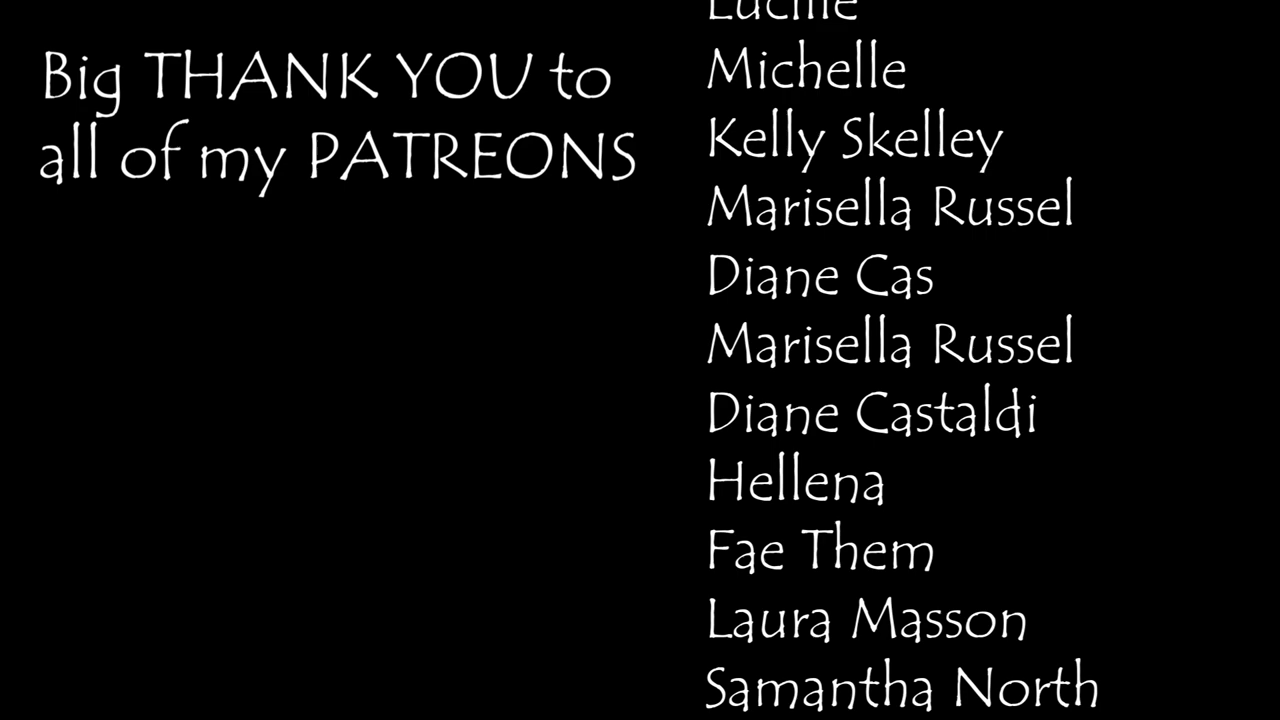 Big THANK YOU to
all of my PATREONS
Lucille
Michelle
Kelly Skelley
Marisella Russel
Diane Cas
Marisella Russel
Diane Castaldi
Hellena
Fae Them
Laura Masson
Samantha North